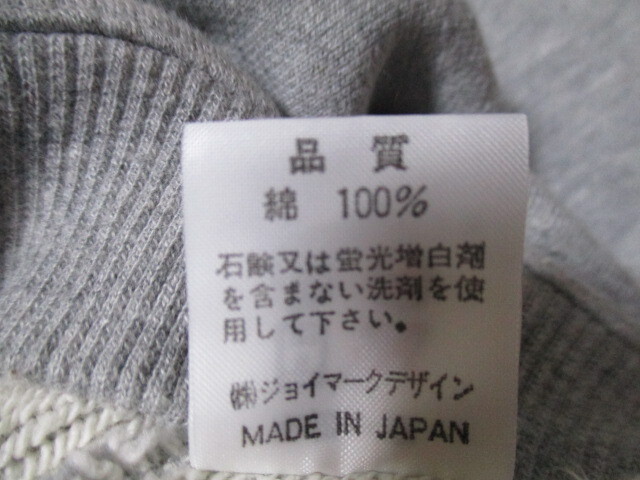 品 質
綿 100%
石鹸又は蛍光増白剤
を含まない洗剤を使
用して下さい。
㈱ジョイマークデザイン
MADE IN JAPAN